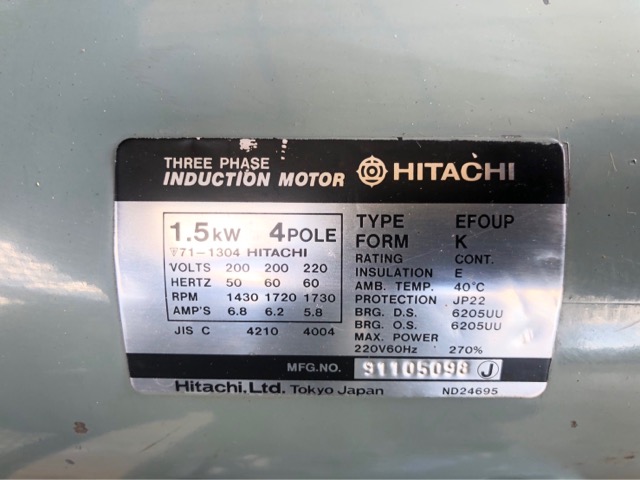 THREE PHASE
INDUCTION MOTOR HITACHI
1.5kW 4POLE
71-1304 HITACHI
VOLTS 200 200 220
HERTZ 50 60 60
RPM 1430 1720 1730
AMP'S 6.8 6.2 5.8
JIS C 4210 4004
TYPE EFOUP
FORM K
RATING CONT.
INSULATION E
AMB. TEMP. 40°C
PROTECTION JP22
BRG. D.S. 6205UU
BRG. O.S. 6205UU
MAX. POWER
220V60Hz 270%
MFG.NO. 91105098 J
Hitachi,Ltd. Tokyo Japan ND24695